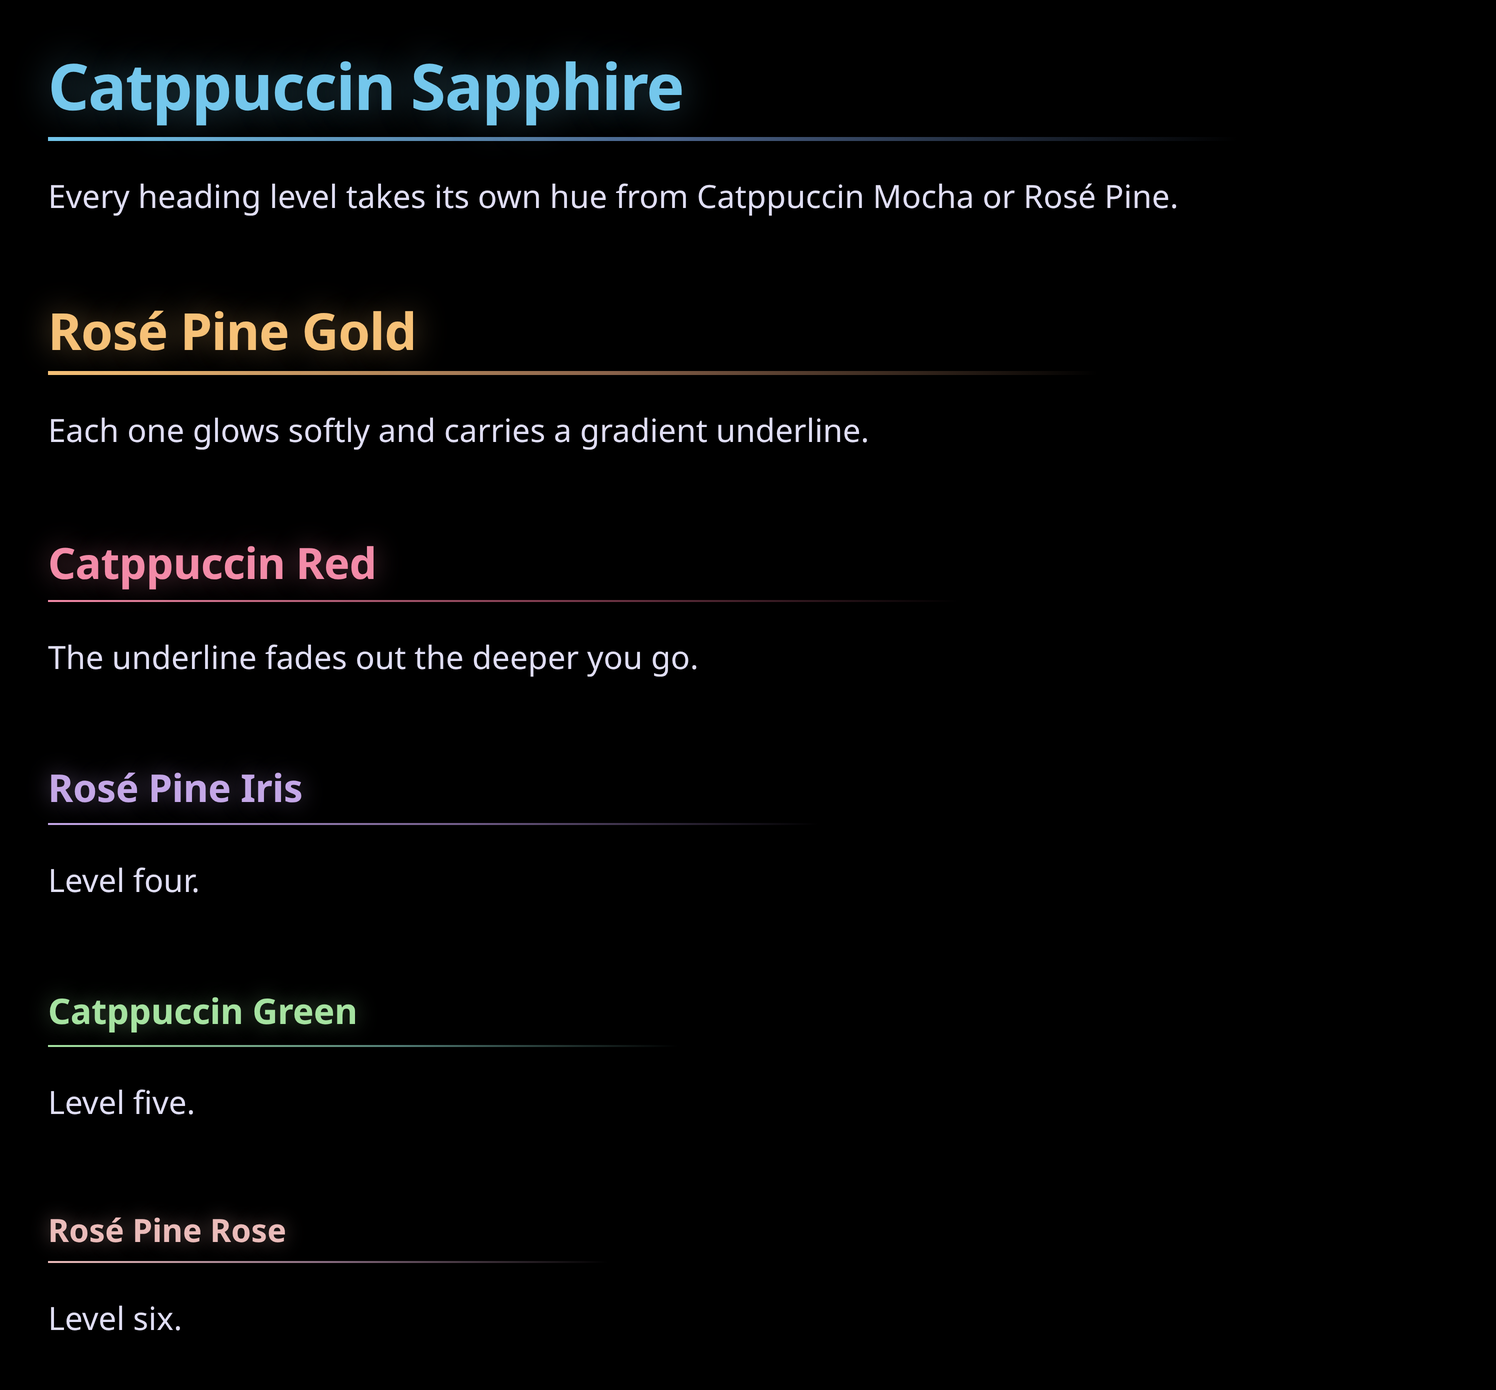 Catppuccin Sapphire
Every heading level takes its own hue from Catppuccin Mocha or Rosé Pine.
Rosé Pine Gold
Each one glows softly and carries a gradient underline.
Catppuccin Red
The underline fades out the deeper you go.
Rosé Pine Iris
Level four.
Catppuccin Green
Level five.
Rosé Pine Rose
Level six.